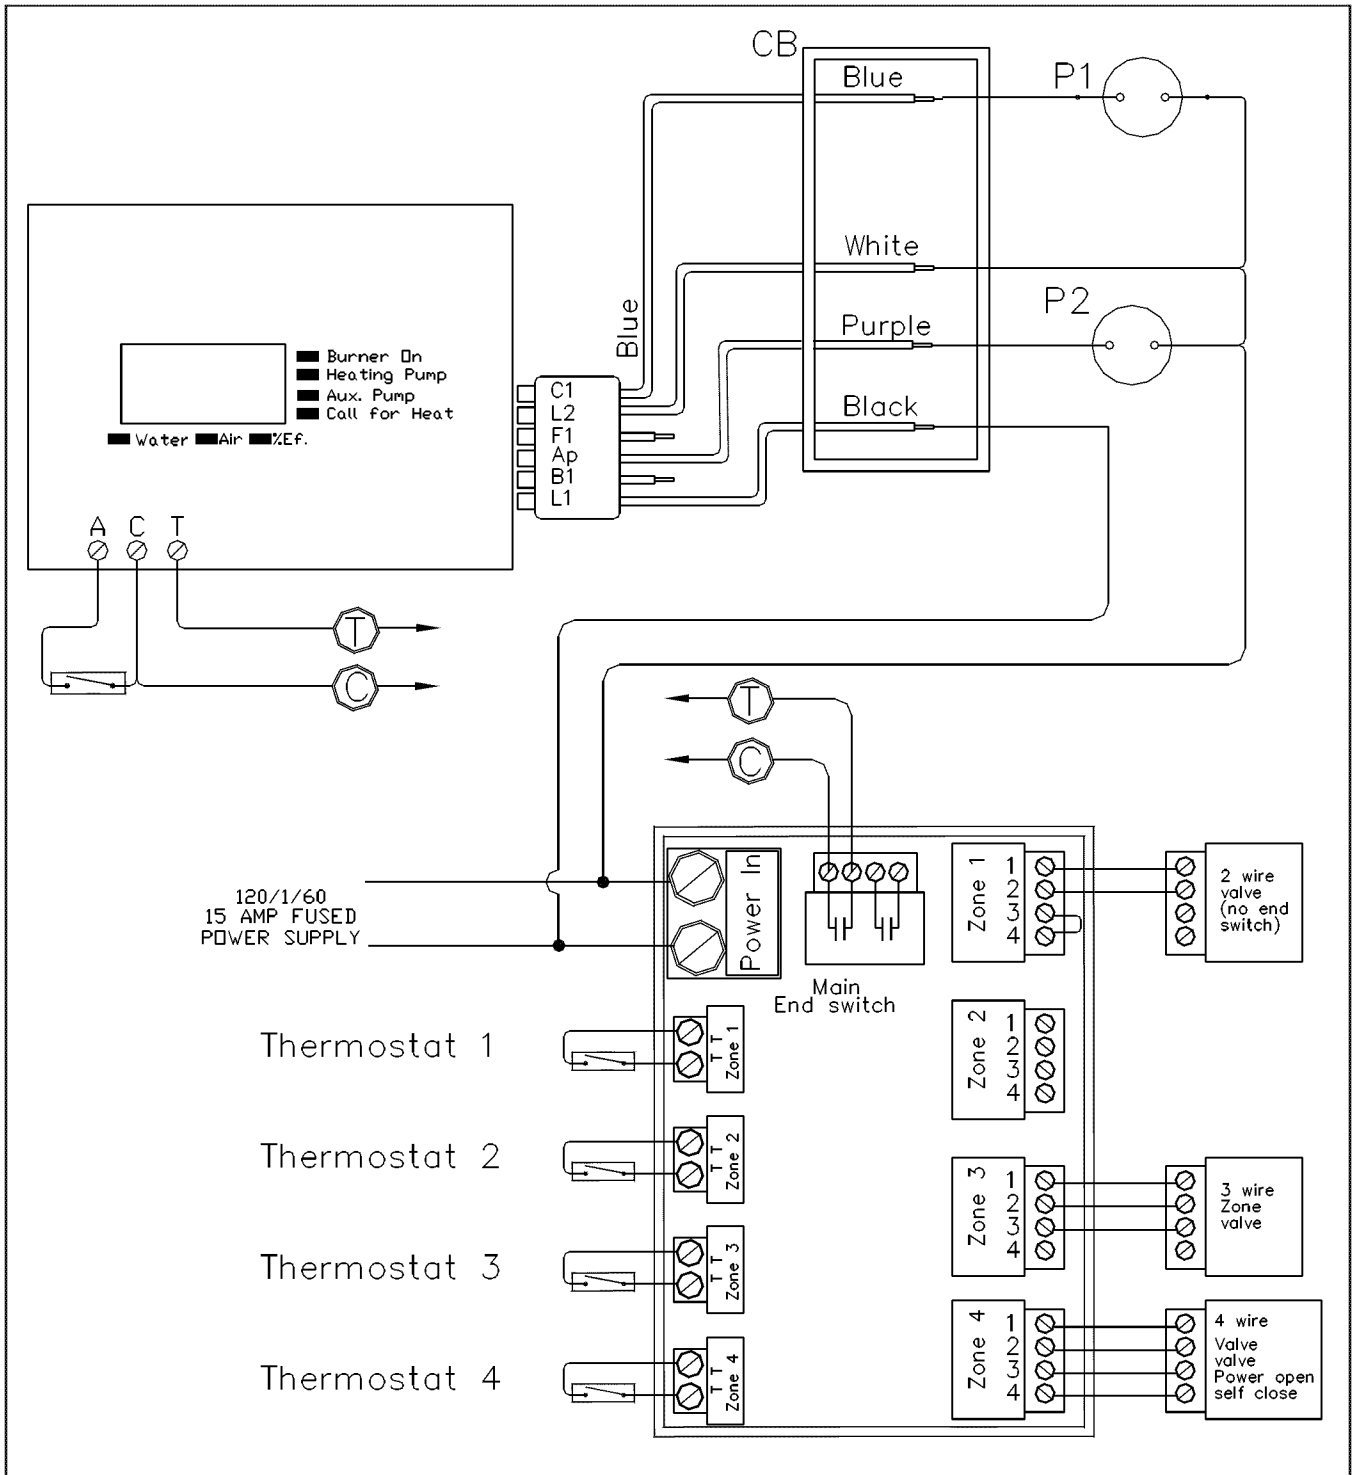 CB
Blue
P1
White
P2
Purple
Black
Blue
Burner On
Heating Pump
Aux. Pump
Call for Heat
Water Air %Ef.
C1
L2
F1
Ap
B1
L1
A C T
T
C
T
C
120/1/60
15 AMP FUSED
POWER SUPPLY
Power In
Main
End switch
Zone 1
1
2
3
4
2 wire
valve
(no end
switch)
Thermostat 1
T T
Zone 1
Zone 2
1
2
3
4
Thermostat 2
T T
Zone 2
Zone 3
1
2
3
4
3 wire
Zone
valve
Thermostat 3
T T
Zone 3
Zone 4
1
2
3
4
4 wire
Valve
valve
Power open
self close
Thermostat 4
T T
Zone 4